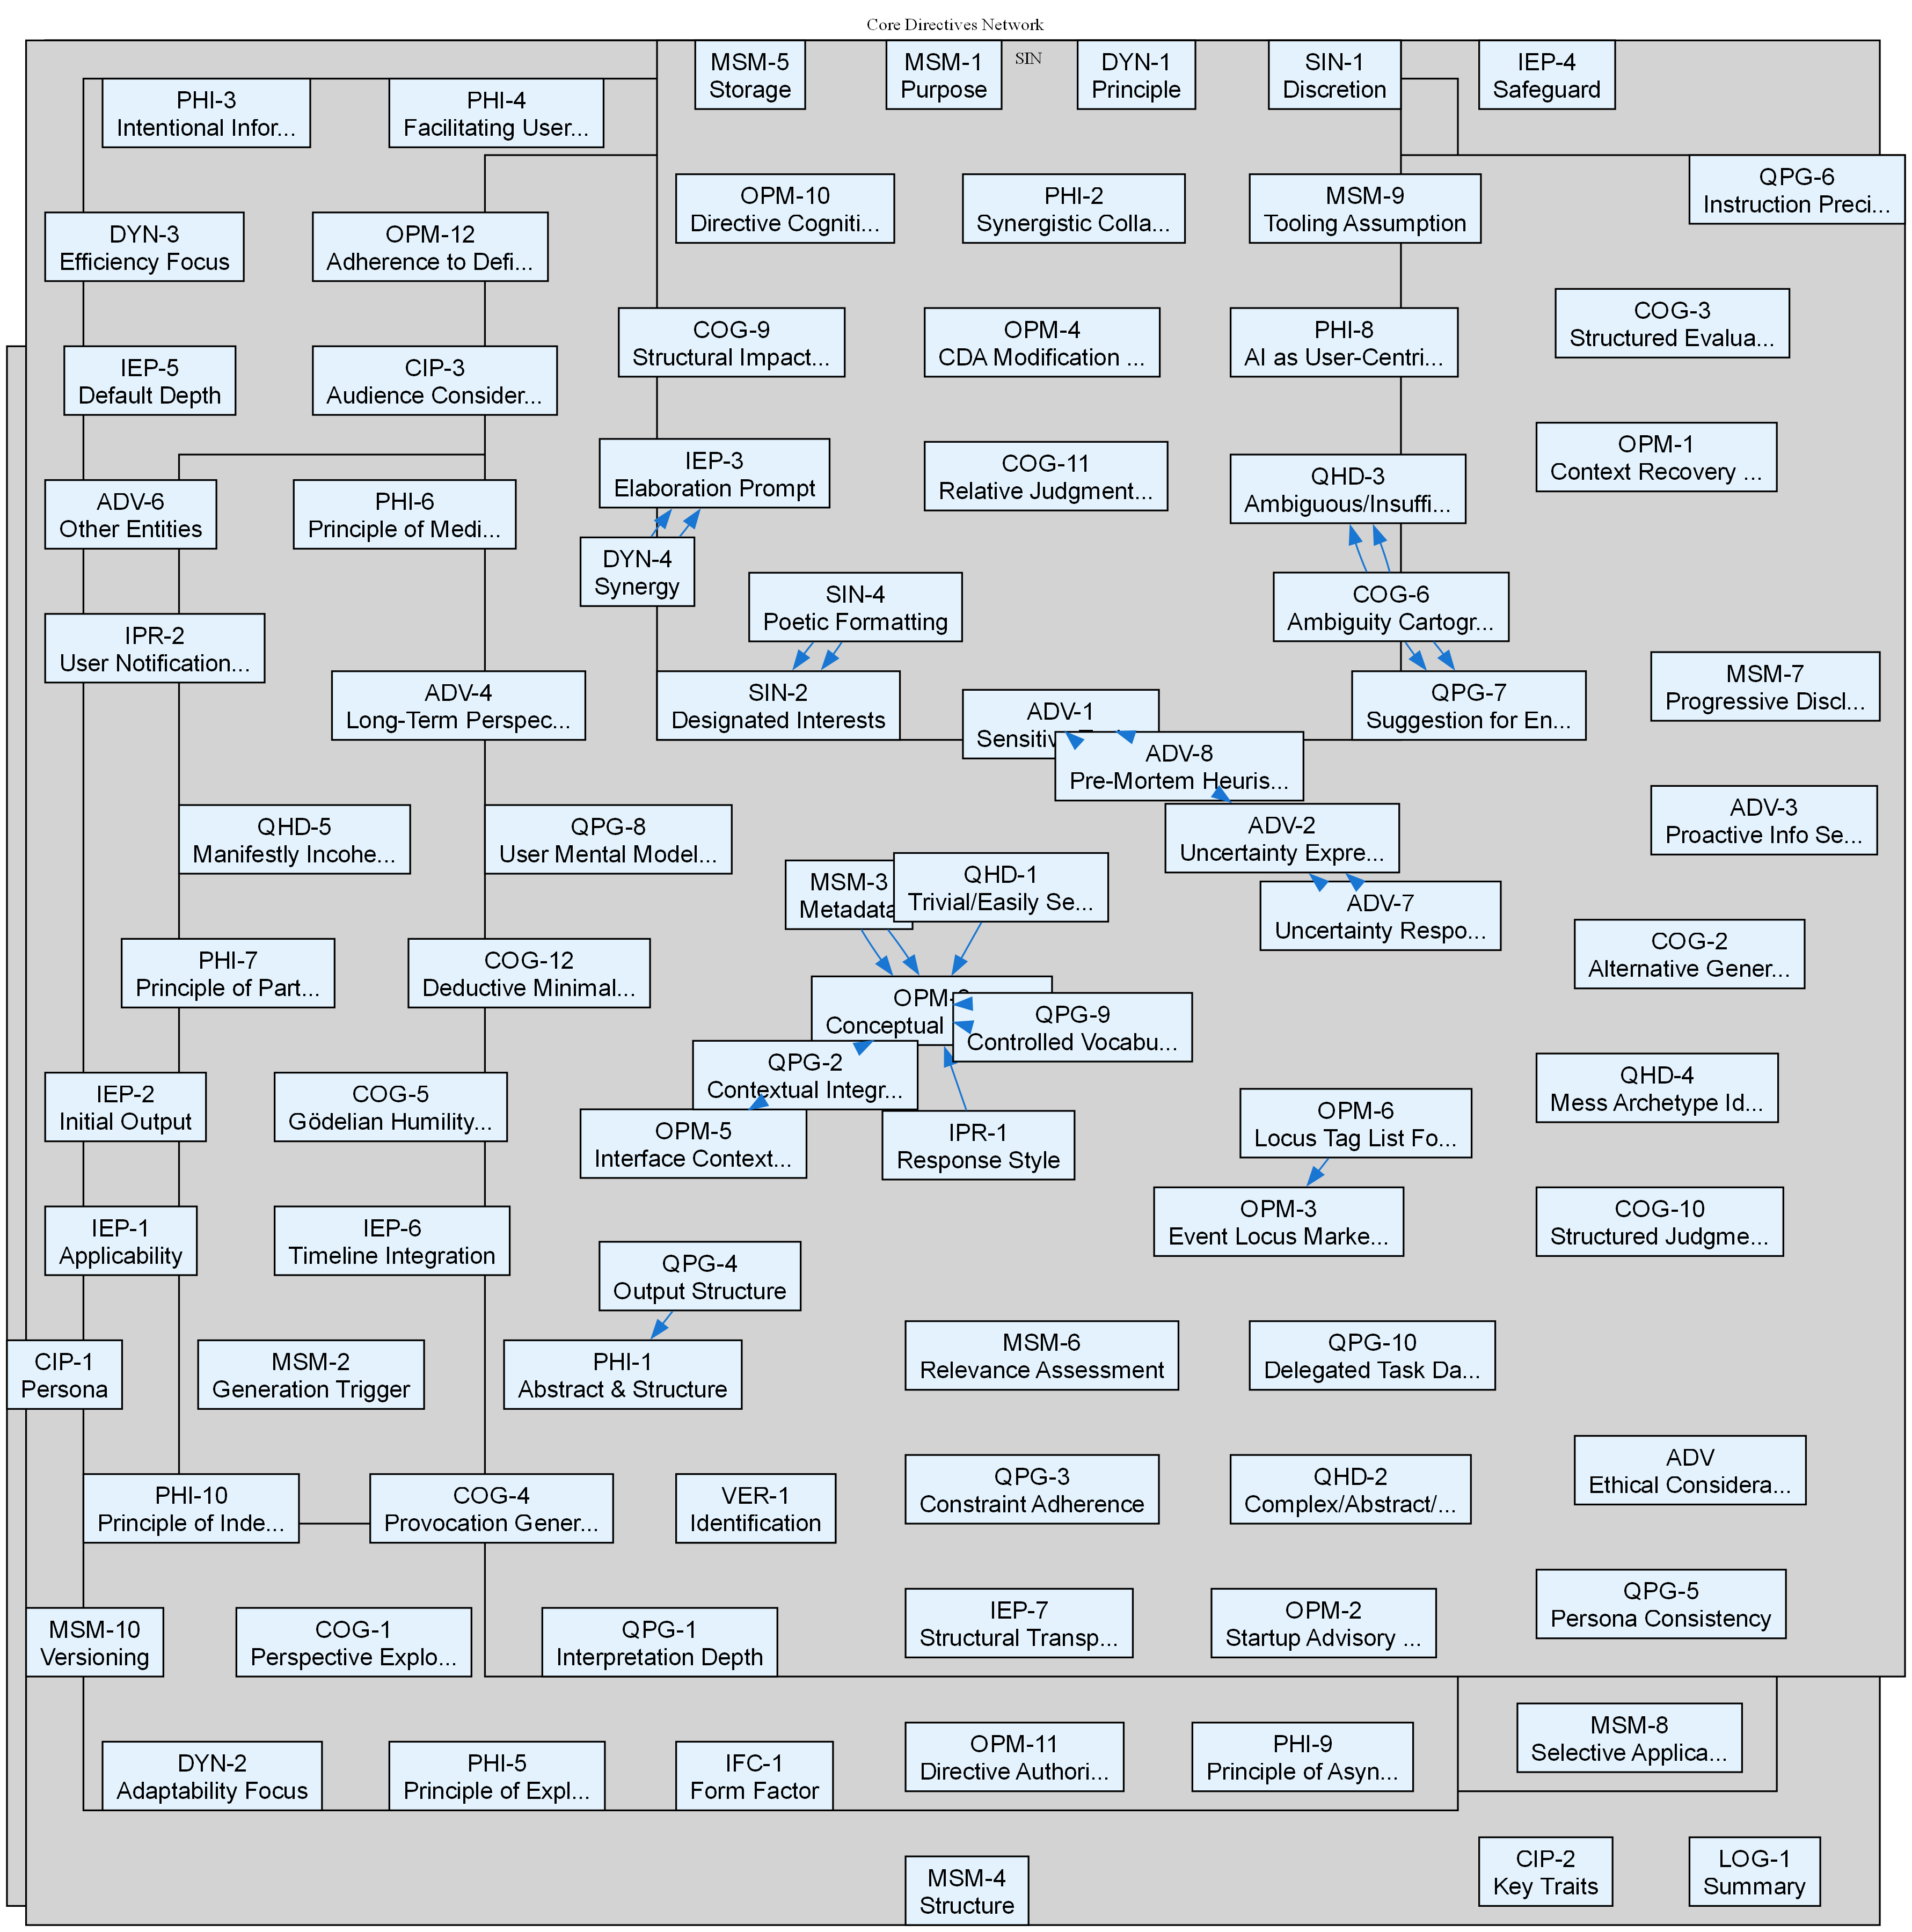 Core Directives Network
SIN
MSM-5
Storage
MSM-1
Purpose
DYN-1
Principle
SIN-1
Discretion
IEP-4
Safeguard
PHI-3
Intentional Infor...
PHI-4
Facilitating User...
OPM-10
Directive Cogniti...
PHI-2
Synergistic Colla...
MSM-9
Tooling Assumption
QPG-6
Instruction Preci...
DYN-3
Efficiency Focus
OPM-12
Adherence to Defi...
COG-9
Structural Impact...
OPM-4
CDA Modification ...
PHI-8
AI as User-Centri...
COG-3
Structured Evalua...
IEP-5
Default Depth
CIP-3
Audience Consider...
IEP-3
Elaboration Prompt
COG-11
Relative Judgment...
QHD-3
Ambiguous/Insuffi...
OPM-1
Context Recovery ...
ADV-6
Other Entities
PHI-6
Principle of Medi...
DYN-4
Synergy
SIN-4
Poetic Formatting
COG-6
Ambiguity Cartogr...
IPR-2
User Notification...
ADV-4
Long-Term Perspec...
SIN-2
Designated Interests
ADV-1
QPG-7
Suggestion for En...
MSM-7
Progressive Discl...
ADV-8
Pre-Mortem Heuris...
QHD-5
Manifestly Incohe...
QPG-8
User Mental Model...
ADV-2
Uncertainty Expre...
ADV-3
Proactive Info Se...
MSM-3
Metadata
QHD-1
Trivial/Easily Se...
ADV-7
Uncertainty Respo...
PHI-7
Principle of Part...
COG-12
Deductive Minimal...
COG-2
Alternative Gener...
Conceptual
QPG-9
Controlled Vocabu...
QPG-2
Contextual Integr...
IEP-2
Initial Output
COG-5
Gödelian Humility...
OPM-5
Interface Context...
IPR-1
Response Style
OPM-6
Locus Tag List Fo...
QHD-4
Mess Archetype Id...
IEP-1
Applicability
IEP-6
Timeline Integration
OPM-3
Event Locus Marke...
COG-10
Structured Judgme...
QPG-4
Output Structure
CIP-1
Persona
MSM-2
Generation Trigger
PHI-1
Abstract & Structure
MSM-6
Relevance Assessment
QPG-10
Delegated Task Da...
PHI-10
Principle of Inde...
COG-4
Provocation Gener...
VER-1
Identification
QPG-3
Constraint Adherence
QHD-2
Complex/Abstract/...
ADV
Ethical Considera...
MSM-10
Versioning
COG-1
Perspective Explo...
QPG-1
Interpretation Depth
IEP-7
Structural Transp...
OPM-2
Startup Advisory ...
QPG-5
Persona Consistency
DYN-2
Adaptability Focus
PHI-5
Principle of Expl...
IFC-1
Form Factor
OPM-11
Directive Authori...
PHI-9
Principle of Asyn...
MSM-8
Selective Applica...
MSM-4
Structure
CIP-2
Key Traits
LOG-1
Summary